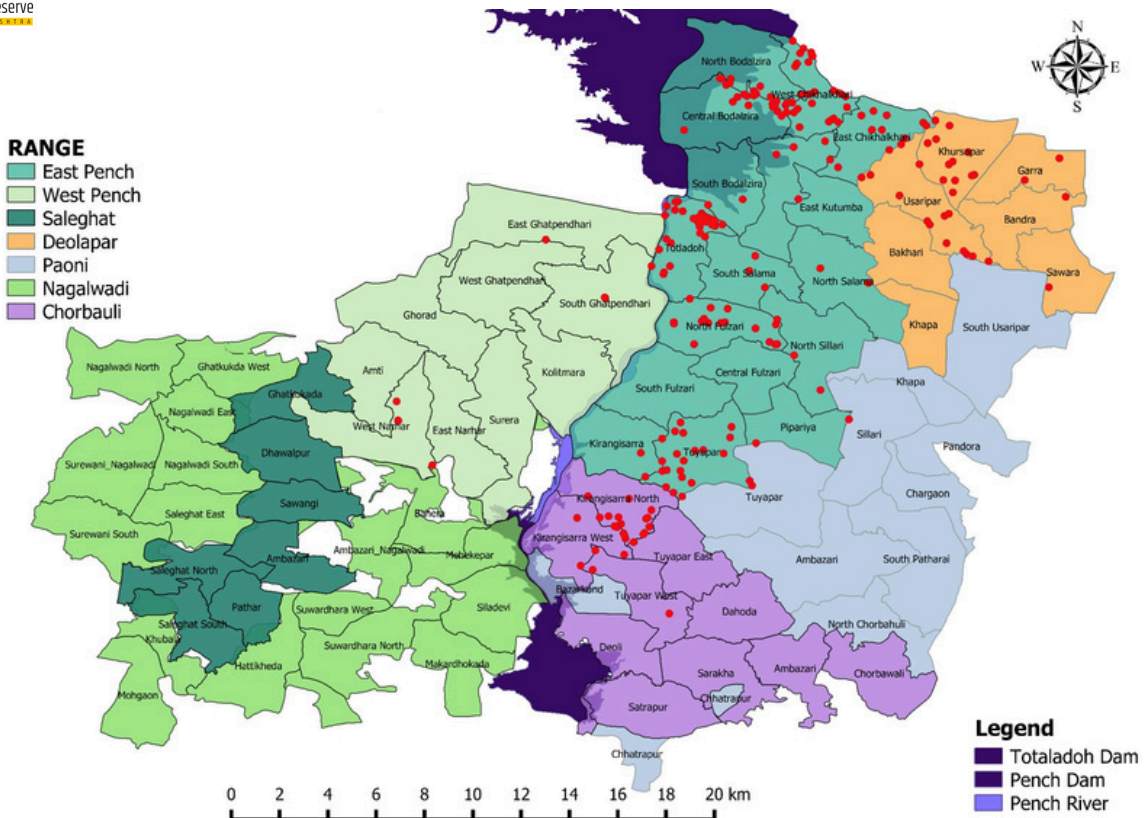 eserve
SHTRA
N
W E
S
RANGE
East Pench
West Pench
Saleghat
Deolapar
Paoni
Nagalwadi
Chorbauli
North Bodalzira
West Chikhalkhari
Central Bodalzira
East Chikhalkhari
Khursapar
Garra
South Bodalzira
East Kutumba
Usaripar
Bandra
East Ghatpendhari
Totladoh
Bakhari
Sawara
West Ghatpendhari
South Salama
North Salama
South Ghatpendhari
Ghorad
North Fulzari
Khapa
South Usaripar
North Sillari
Nagalwadi North
Ghatkukda West
Amti
Kolitmara
Central Fulzari
South Fulzari
Khapa
Ghatkukada
Nagalwadi East
West Narhar
East Narhar
Surera
Kirangisarra
Pipariya
Sillari
Pandora
Dhawalpur
Tuyapar
Surewani_Nagalwadi
Nagalwadi South
Chargaon
Sawangi
Kirangisarra North
Tuyapar
Saleghat East
Banera
Surewani South
Kirangisarra West
Ambazari_Nagalwadi
Mahekepar
Tuyapar East
Ambazari
Ambazari
South Patharai
Saleghat North
Bazarkund
Tuyapar West
Pathar
Suwardhara West
Siladevi
Dahoda
Saleghat South
North Chorbahuli
Khubala
Suwardhara North
Deoli
Hattikheda
Makardhokada
Sarakha
Ambazari
Chorbawali
Mohgaon
Chhatrapur
Satrapur
Chhatrapur
Legend
Totaladoh Dam
Pench Dam
Pench River
0 2 4 6 8 10 12 14 16 18 20 km